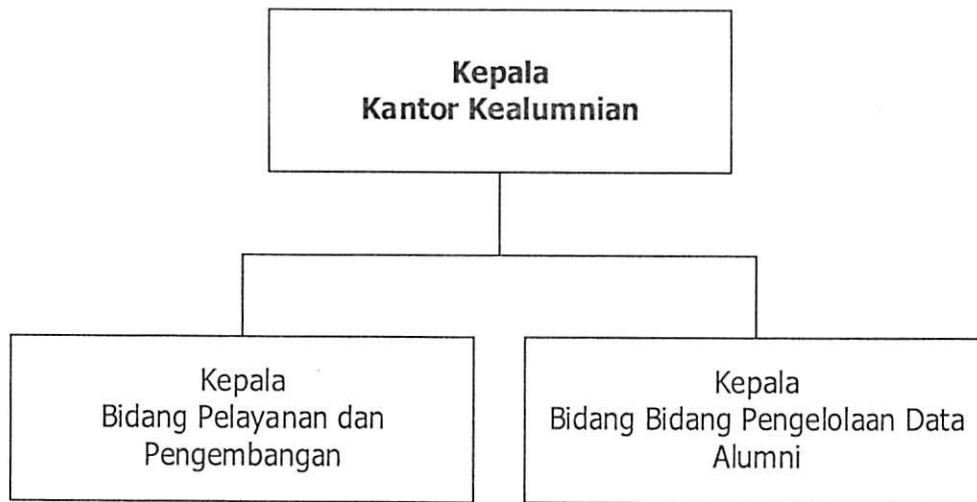 Kepala
Kantor Kealumnian
Kepala
Bidang Pelayanan dan
Pengembangan
Kepala
Bidang Bidang Pengelolaan Data
Alumni